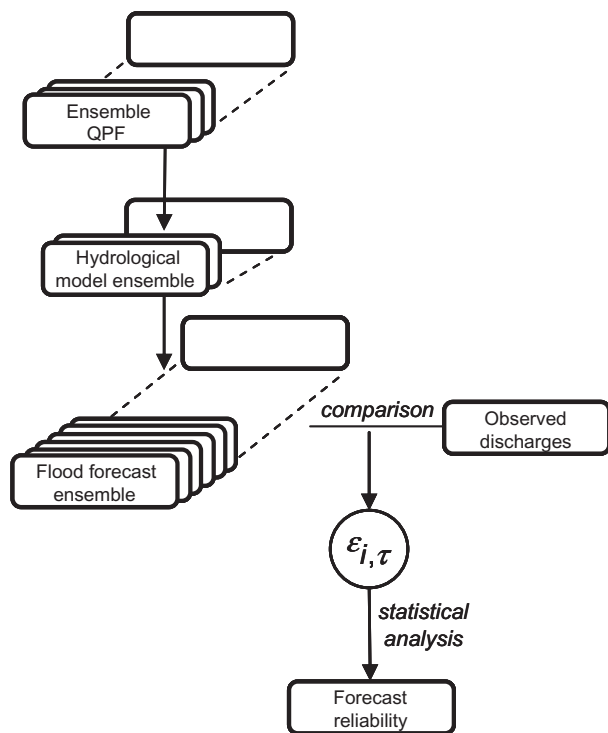 Ensemble
QPF
Hydrological
model ensemble
comparison
Observed
discharges
Flood forecast
ensemble
εi,τ
statistical
analysis
Forecast
reliability